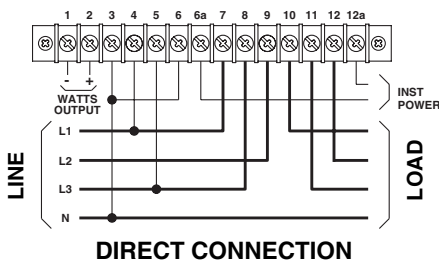 1 2 3 4 5 6 6a 7 8 9 10 11 12 12a
- +
WATTS
OUTPUT
INST
POWER
LINE
L1
L2
L3
N
LOAD
DIRECT CONNECTION